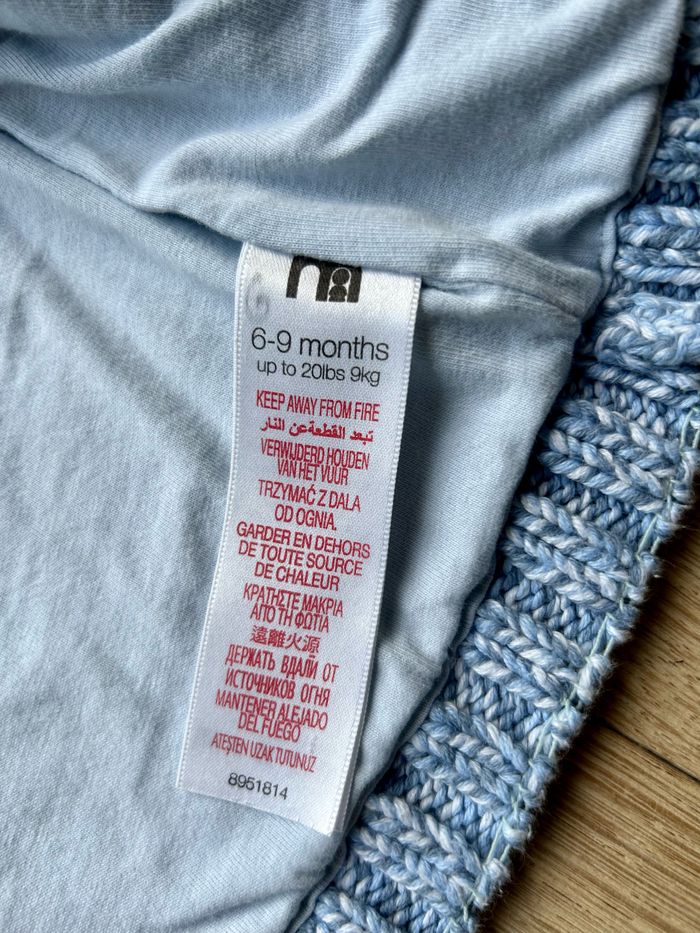 6-9 months
up to 20lbs 9kg
KEEP AWAY FROM FIRE
تبعد القطعة عن النار
VERWIJDERD HOUDEN
VAN HET VUUR
TRZYMAĆ Z DALA
OD OGNIA.
GARDER EN DEHORS
DE TOUTE SOURCE
DE CHALEUR
ΚΡΑΤΗΣΤΕ ΜΑΚΡΙΑ
ΑΠΟ ΤΗ ΦΩΤΙΑ
遠離火源
ДЕРЖАТЬ ВДАЛИ ОТ
ИСТОЧНИКОВ ОГНЯ
MANTENER ALEJADO
DEL FUEGO
ATEŞTEN UZAK TUTUNUZ
8951814